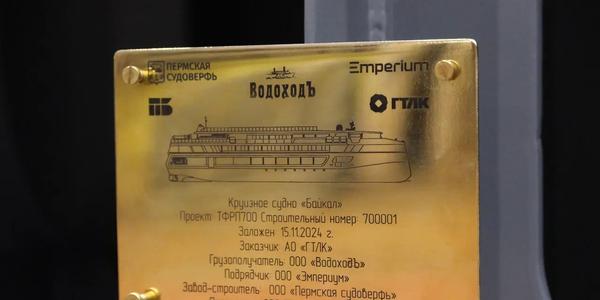 ПЕРМСКАЯ
СУДОВЕРФЬ
ВодоходЪ
Emperium
ГТЛК
Круизное судно «Байкал»
Проект: ТФРП700 Строительный номер: 700001
Заложен: 15.11.2024 г.
Заказчик: АО «ГТЛК»
Грузополучатель: ООО «ВодоходЪ»
Подрядчик: ООО «Эмпериум»
Завод-строитель: ООО «Пермская судоверфь»